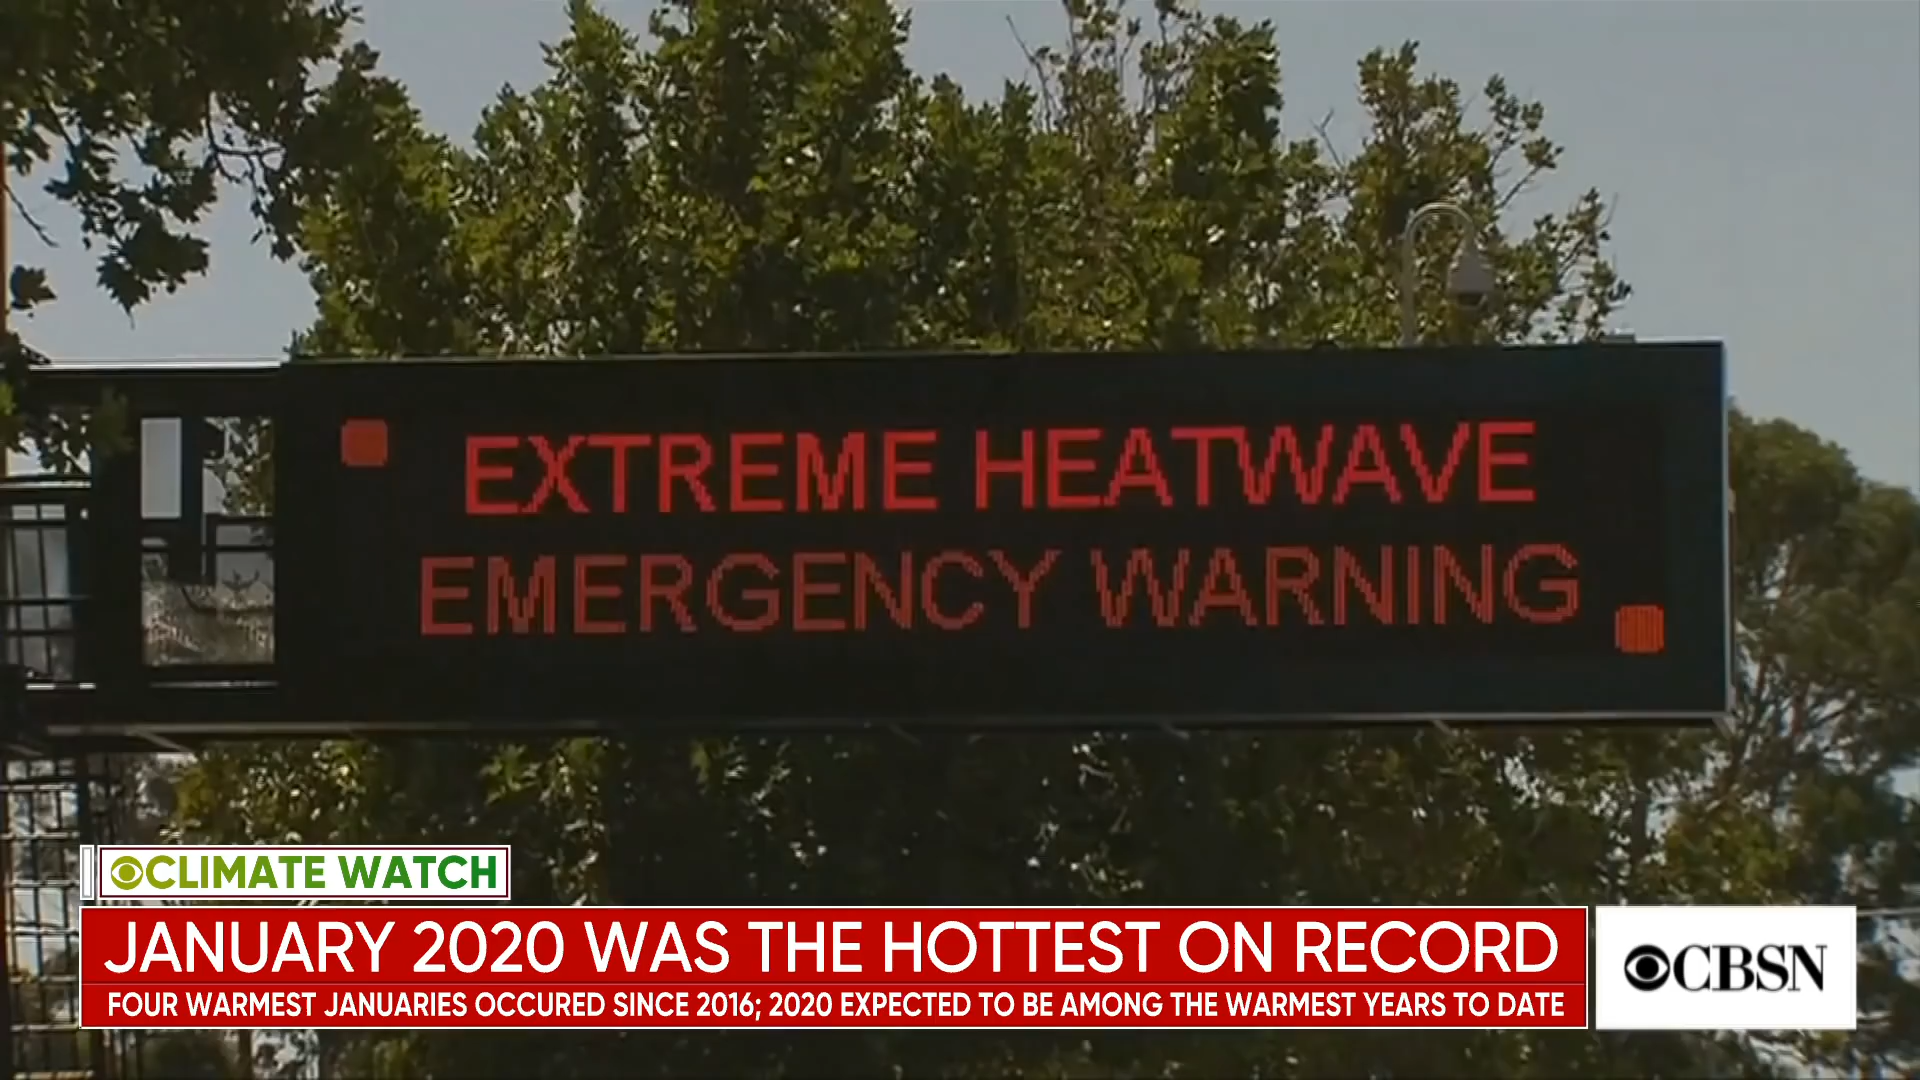 EXTREME HEATWAVE
EMERGENCY WARNING
CLIMATE WATCH
JANUARY 2020 WAS THE HOTTEST ON RECORD
FOUR WARMEST JANUARIES OCCURED SINCE 2016; 2020 EXPECTED TO BE AMONG THE WARMEST YEARS TO DATE
CBSN